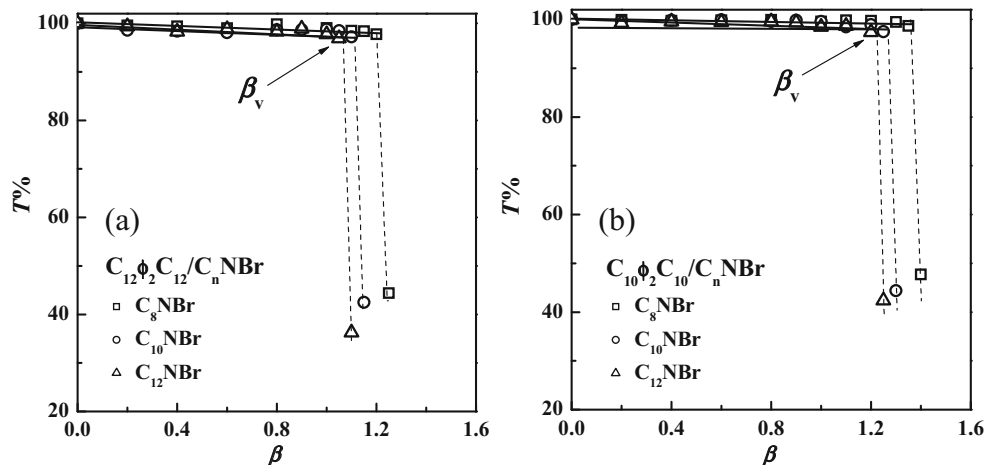 100
80
60
40
20
T%
β_v
(a)
C₁₂ϕ₂C₁₂/CₙNBr
C₈NBr
C₁₀NBr
C₁₂NBr
0.0 0.4 0.8 1.2 1.6
β
100
80
60
40
20
T%
β_v
(b)
C₁₀ϕ₂C₁₀/CₙNBr
C₈NBr
C₁₀NBr
C₁₂NBr
0.0 0.4 0.8 1.2 1.6
β